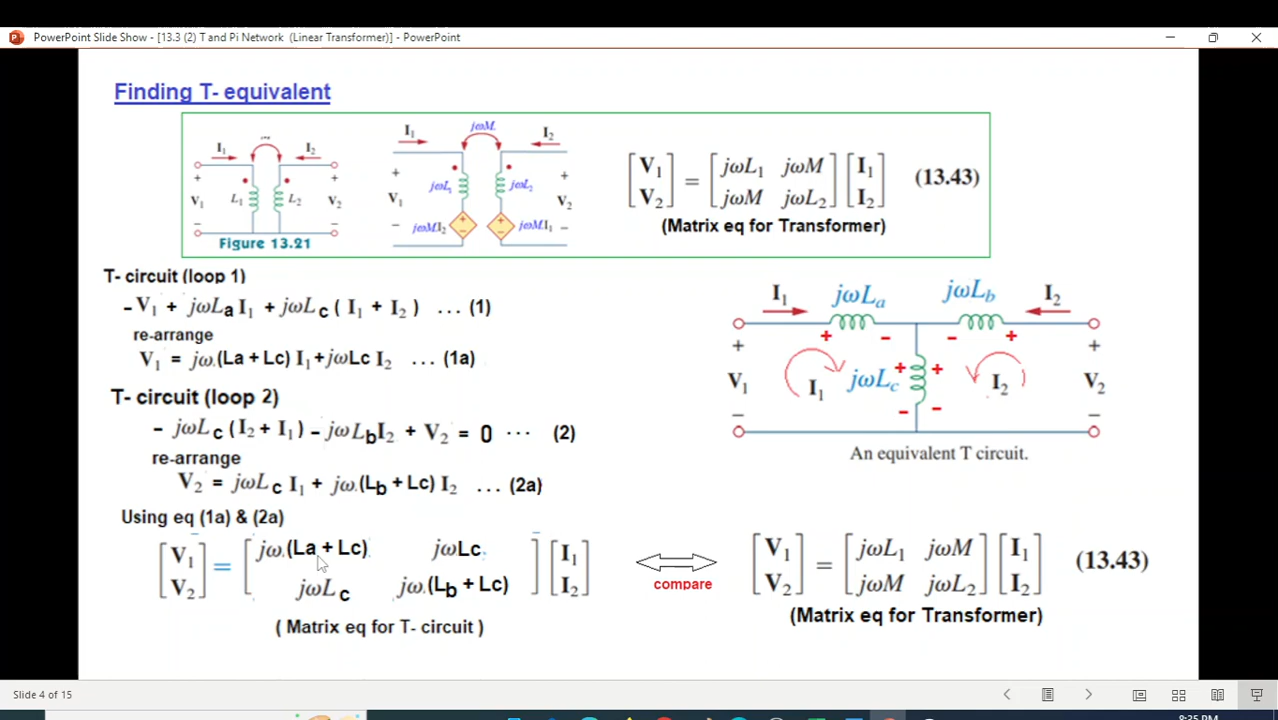 PowerPoint Slide Show - [13.3 (2) T and Pi Network (Linear Transformer)] - PowerPoint
Finding T- equivalent
I₁ I₂
+ +
V₁ L₁ L₂ V₂
− −
Figure 13.21
I₁ jωM I₂
+ +
jωL₁ jωL₂
V₁ V₂
− jωMI₂ + − + − jωMI₁ −
[V₁ V₂] = [jωL₁ jωM jωM jωL₂] [I₁ I₂] (13.43)
(Matrix eq for Transformer)
T- circuit (loop 1)
- V₁ + jωLa I₁ + jωLc ( I₁ + I₂ ) ... (1)
re-arrange
V₁ = jω.(La + Lc) I₁ +jωLc I₂ ... (1a)
T- circuit (loop 2)
- jωLc (I₂ + I₁) - jωLbI₂ + V₂ = 0 ... (2)
re-arrange
V₂ = jωLc I₁ + jω.(Lb + Lc) I₂ ... (2a)
I₁ jωLa jωLb I₂
+ + − − + +
V₁ I₁ jωLc + + I₂ V₂
− − − −
An equivalent T circuit.
Using eq (1a) & (2a)
[V₁ V₂] = [jω.(La + Lc) jωLc jωLc jω.(Lb + Lc)] [I₁ I₂]
( Matrix eq for T- circuit )
compare
[V₁ V₂] = [jωL₁ jωM jωM jωL₂] [I₁ I₂] (13.43)
(Matrix eq for Transformer)
Slide 4 of 15